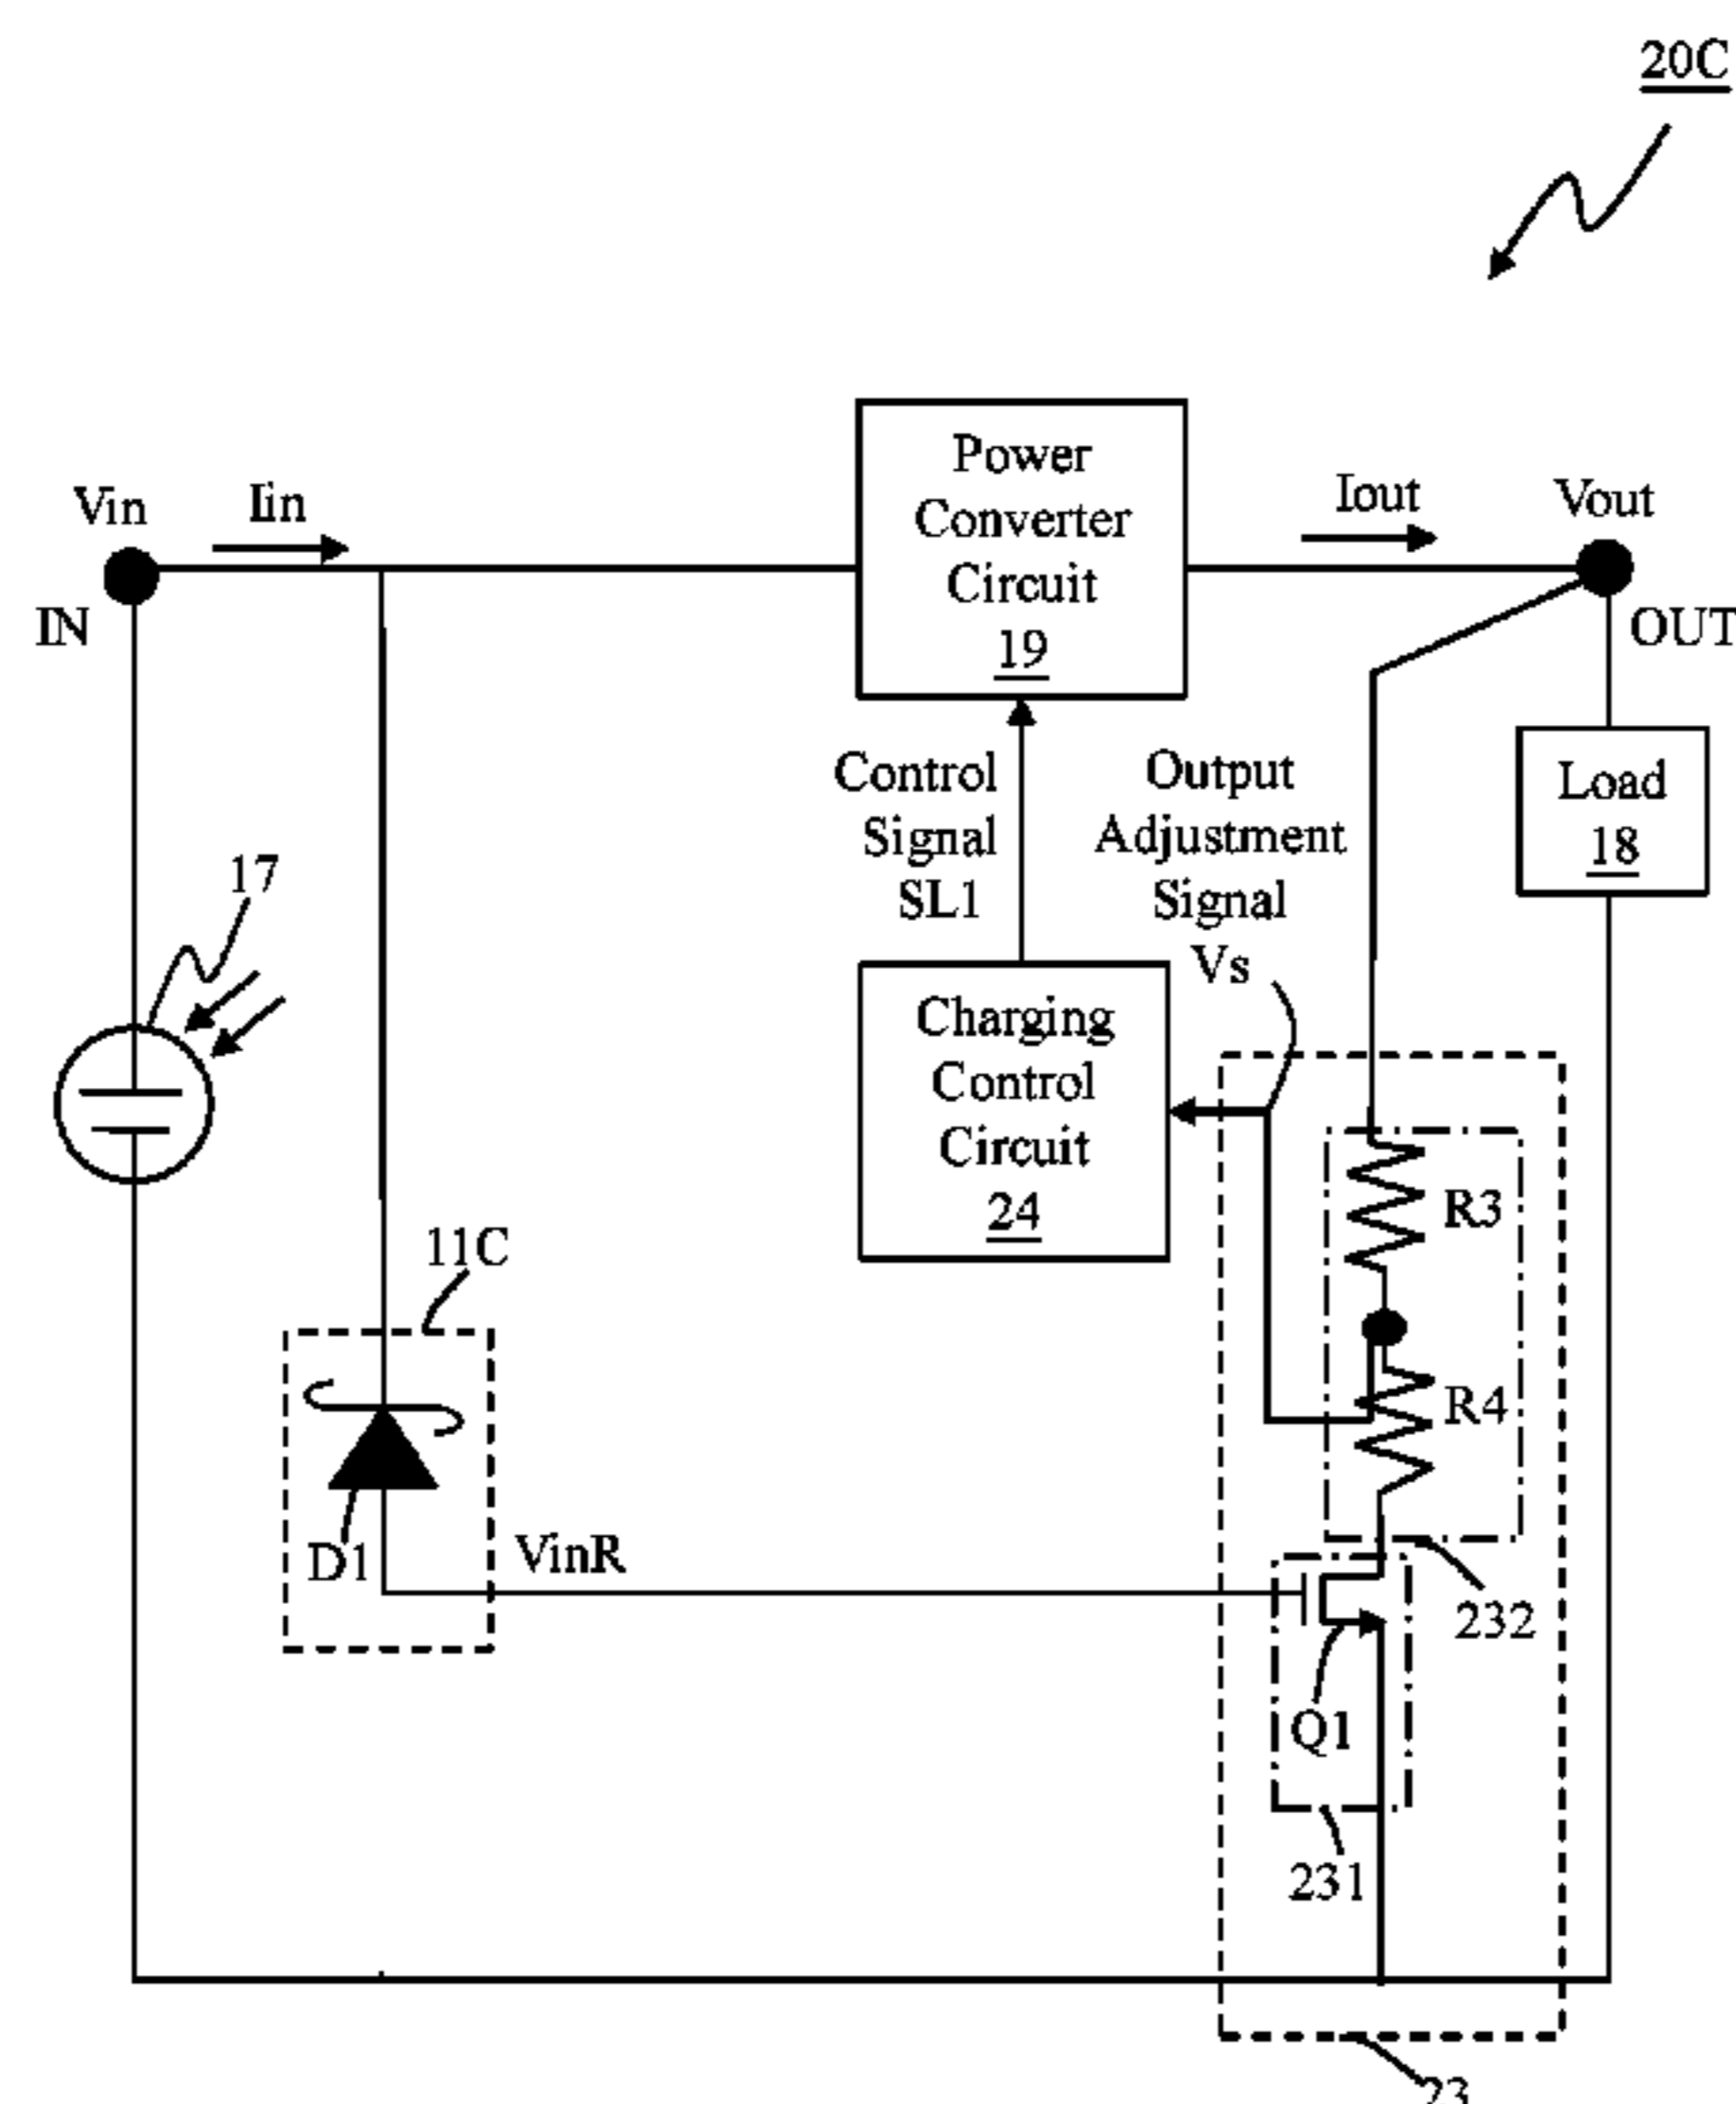 20C
Power
Converter
Circuit
19
Vin
Iin
Iout
Vout
IN
OUT
Control
Signal
SL1
Output
Adjustment
Signal
Vs
Load
18
17
Charging
Control
Circuit
24
R3
11C
R4
D1
VinR
232
Q1
231
23